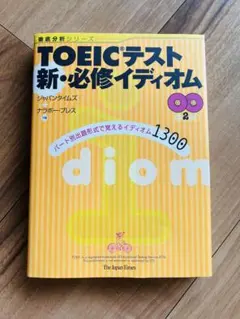 徹底分析シリーズ
TOEIC®テスト
新・必修イディオム
ジャパンタイムズ
ナラボー・プレス
2
パート別出題形式で覚えるイディオム1300
diom
The Japan Times